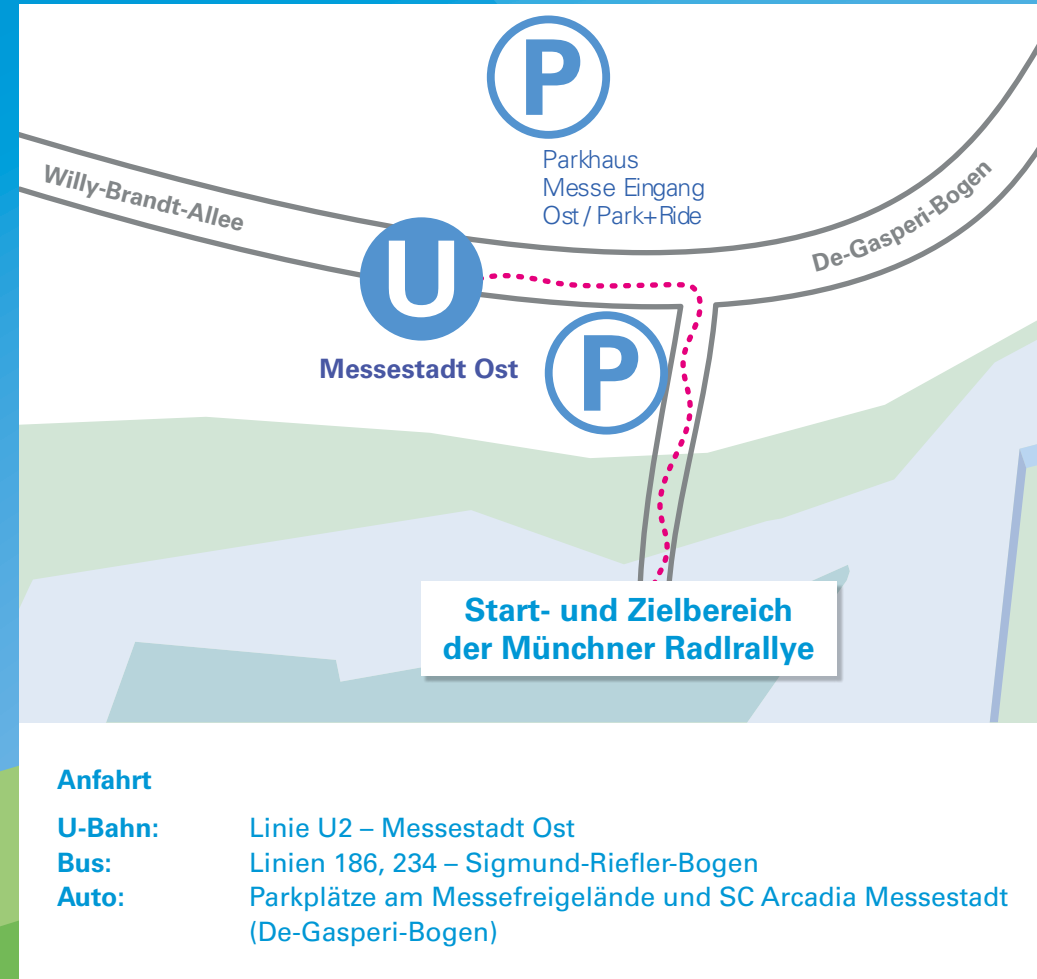 P
Parkhaus
Messe Eingang
Ost / Park+Ride
Willy-Brandt-Allee
De-Gasperi-Bogen
U
Messestadt Ost
P
Start- und Zielbereich
der Münchner Radlrallye
Anfahrt
U-Bahn: Linie U2 – Messestadt Ost
Bus: Linien 186, 234 – Sigmund-Riefler-Bogen
Auto: Parkplätze am Messefreigelände und SC Arcadia Messestadt
(De-Gasperi-Bogen)